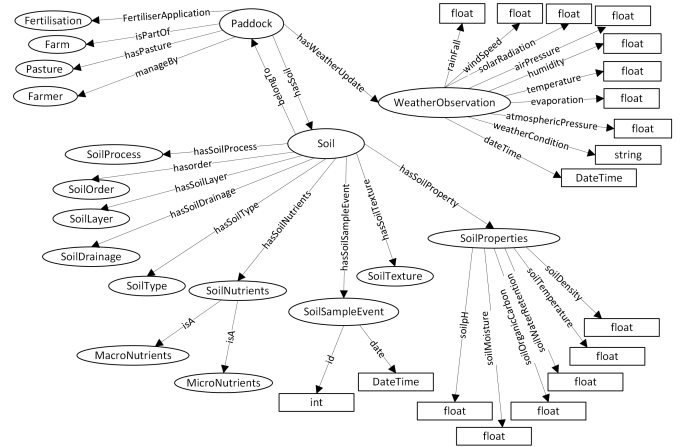 Fertilisation
FertiliserApplication
Paddock
Farm
isPartOf
Pasture
hasPasture
Farmer
manageBy
hasWeatherUpdate
hasSoil
belongTo
WeatherObservation
rainFall
float
windSpeed
float
solarRadiation
float
airPressure
float
humidity
float
temperature
float
evaporation
float
atmosphericPressure
float
weatherCondition
string
dateTime
DateTime
Soil
SoilProcess
hasSoilProcess
SoilOrder
hasorder
SoilLayer
hasSoilLayer
SoilDrainage
hasSoilDrainage
SoilType
hasSoilType
hasSoilNutrients
SoilNutrients
isA
MacroNutrients
isA
MicroNutrients
hasSoilSampleEvent
SoilSampleEvent
id
int
date
DateTime
hasSoilTexture
SoilTexture
hasSoilProperty
SoilProperties
soilpH
float
soilMoisture
float
soilOrganicCarbon
float
soilWaterRetention
float
soilTemperature
float
soilDensity
float